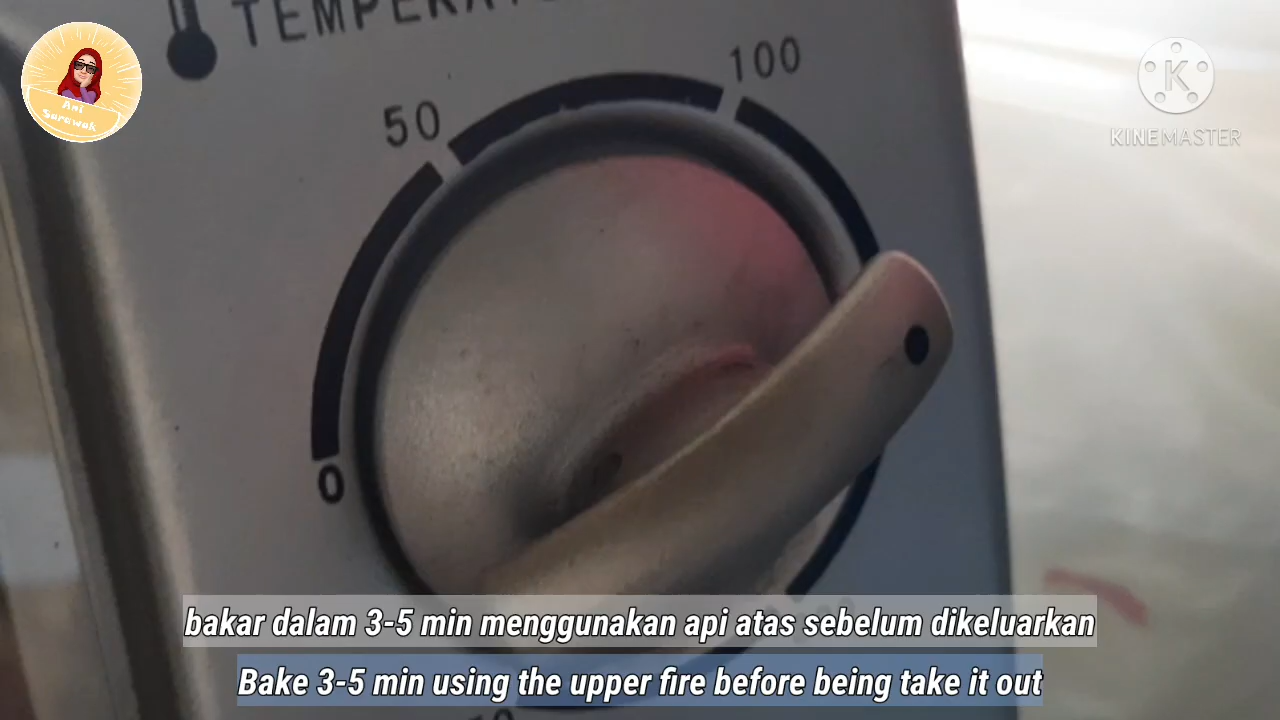 TEMPERAT
50
100
0
Ani
Sarawak
KINEMASTER
bakar dalam 3-5 min menggunakan api atas sebelum dikeluarkan
Bake 3-5 min using the upper fire before being take it out